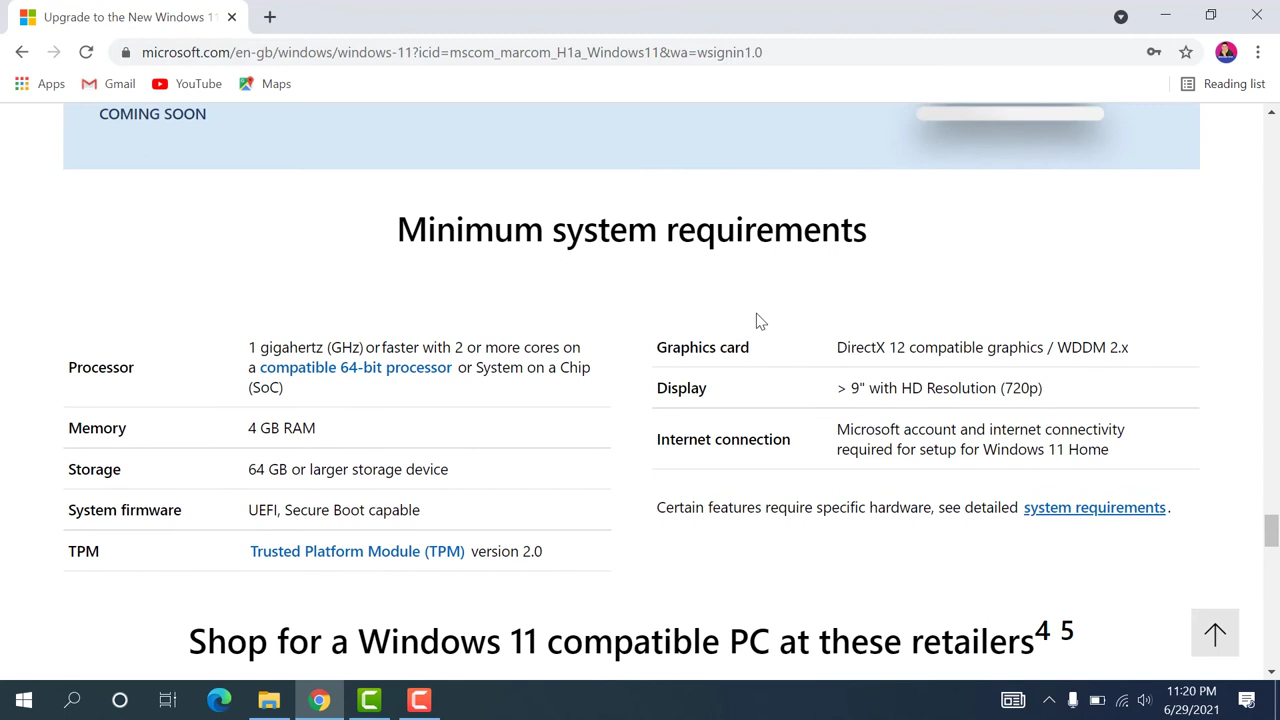 Upgrade to the New Windows 11
microsoft.com/en-gb/windows/windows-11?icid=mscom_marcom_H1a_Windows11&wa=wsignin1.0
Apps Gmail YouTube Maps Reading list
COMING SOON
Minimum system requirements
Processor
1 gigahertz (GHz) or faster with 2 or more cores on
a compatible 64-bit processor or System on a Chip
(SoC)
Memory 4 GB RAM
Storage 64 GB or larger storage device
System firmware UEFI, Secure Boot capable
TPM Trusted Platform Module (TPM) version 2.0
Graphics card DirectX 12 compatible graphics / WDDM 2.x
Display > 9" with HD Resolution (720p)
Internet connection
Microsoft account and internet connectivity
required for setup for Windows 11 Home
Certain features require specific hardware, see detailed system requirements.
Shop for a Windows 11 compatible PC at these retailers4 5
11:20 PM
6/29/2021